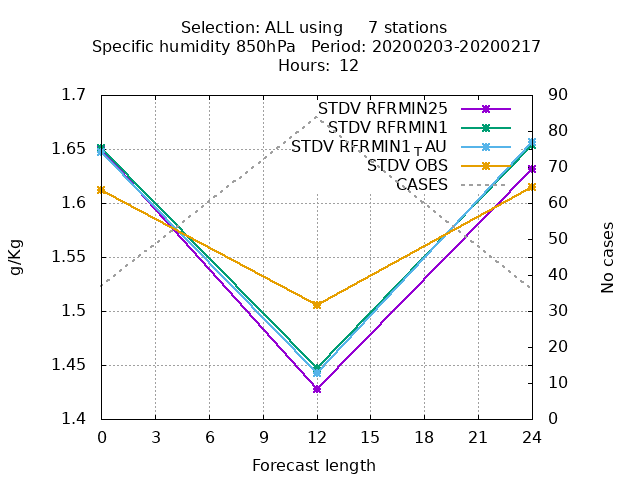 Selection: ALL using     7 stations
Specific humidity 850hPa   Period: 20200203-20200217
Hours:  12
1.7
1.65
1.6
1.55
1.5
1.45
1.4
g/Kg
STDV RFRMIN25
STDV RFRMIN1
STDV RFRMIN1_TAU
STDV OBS
CASES
90
80
70
60
50
40
30
20
10
0
No cases
0 3 6 9 12 15 18 21 24
Forecast length